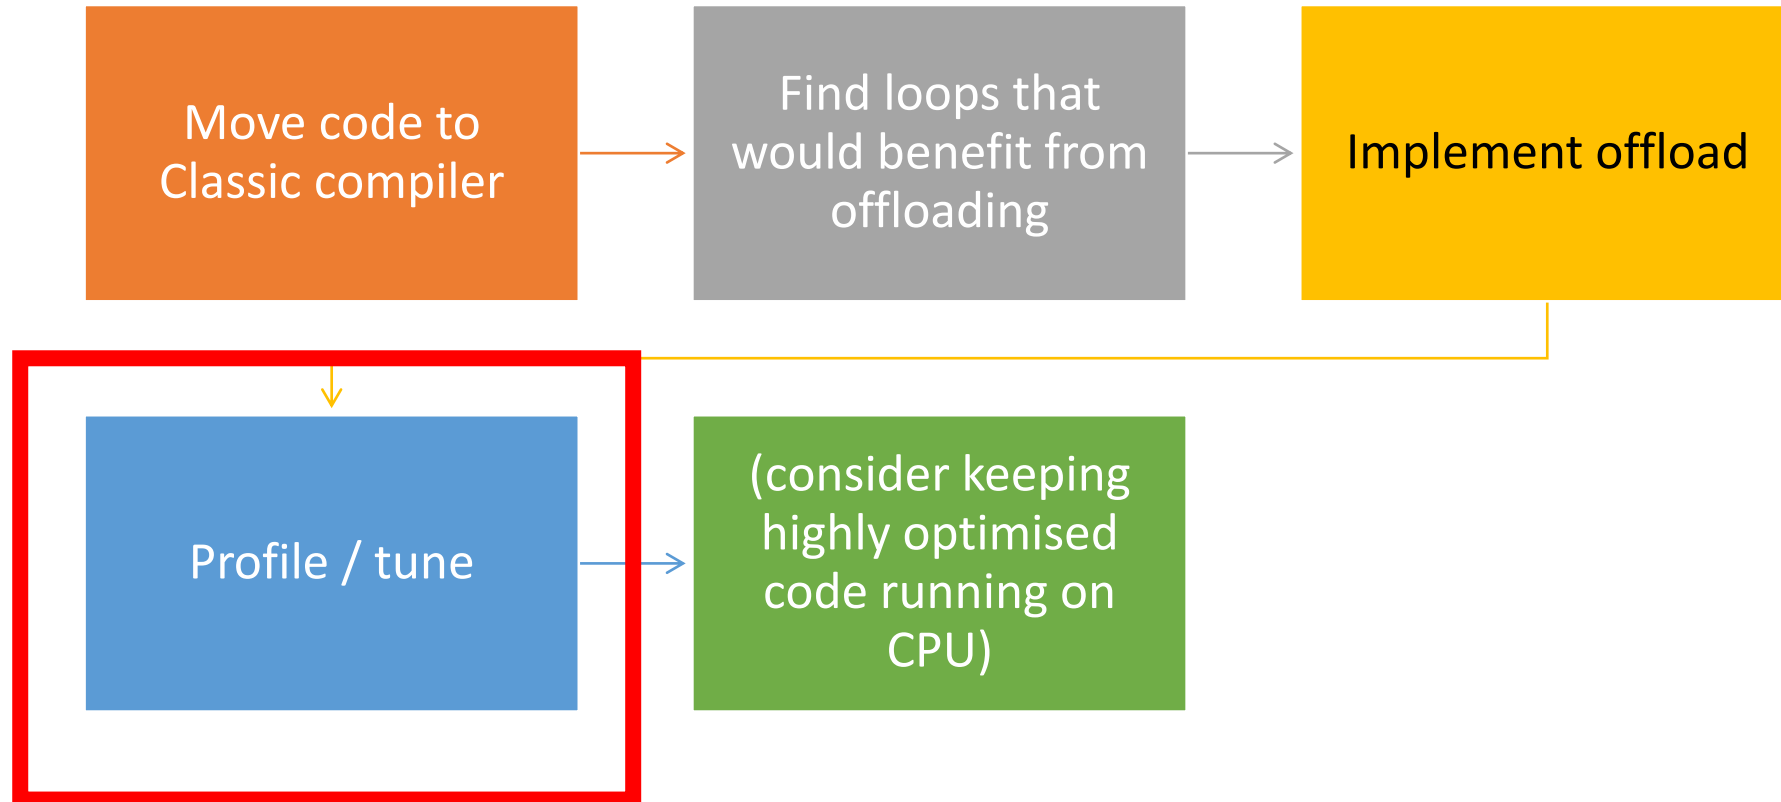 Move code to
Classic compiler
Find loops that
would benefit from
offloading
Implement offload
Profile / tune
(consider keeping
highly optimised
code running on
CPU)